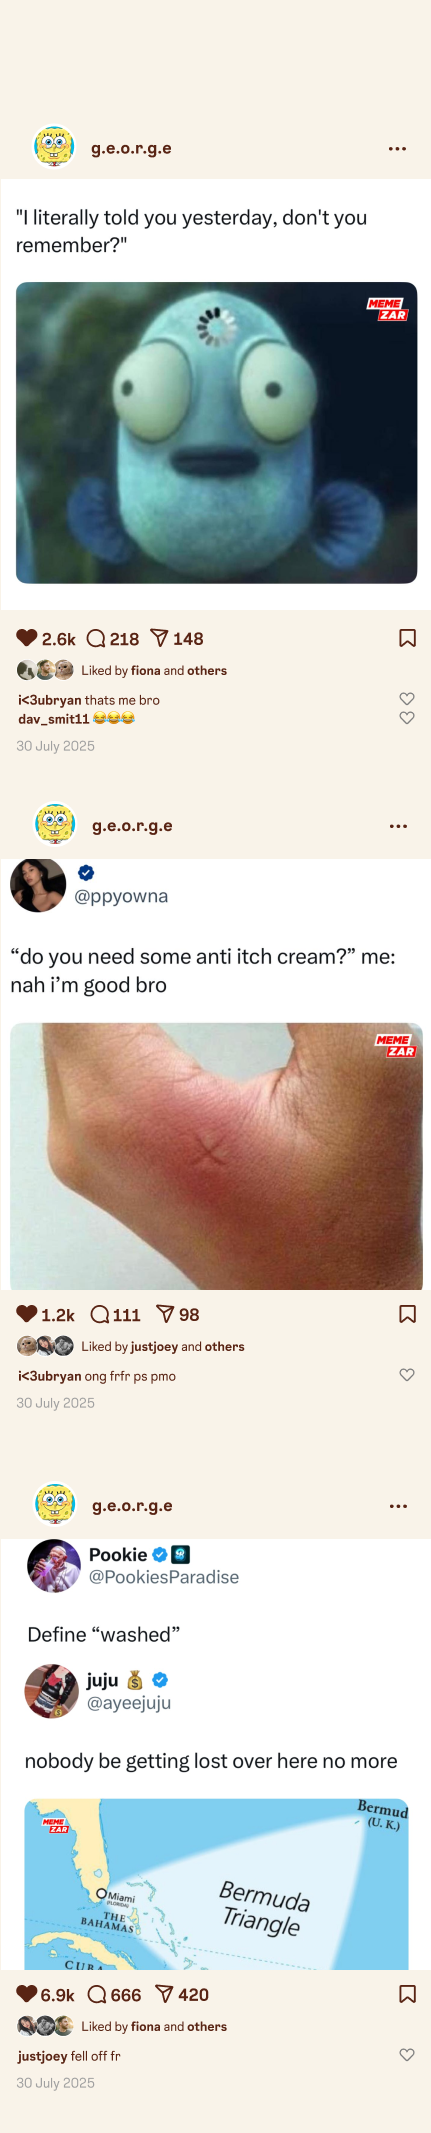 g.e.o.r.g.e
"I literally told you yesterday, don't you
remember?"
MEME
ZAR
2.6k 218 148
Liked by fiona and others
i<3ubryan thats me bro
dav_smit11 😂😂😂
30 July 2025
g.e.o.r.g.e
@ppyowna
“do you need some anti itch cream?” me:
nah i’m good bro
MEME
ZAR
1.2k 111 98
Liked by justjoey and others
i<3ubryan ong frfr ps pmo
30 July 2025
g.e.o.r.g.e
Pookie
@PookiesParadise
Define “washed”
juju 💰
@ayeejuju
nobody be getting lost over here no more
MEME
ZAR
Bermud
(U. K.)
Miami
(FLORIDA)
THE
BAHAMAS
Bermuda
Triangle
CUBA
6.9k 666 420
Liked by fiona and others
justjoey fell off fr
30 July 2025